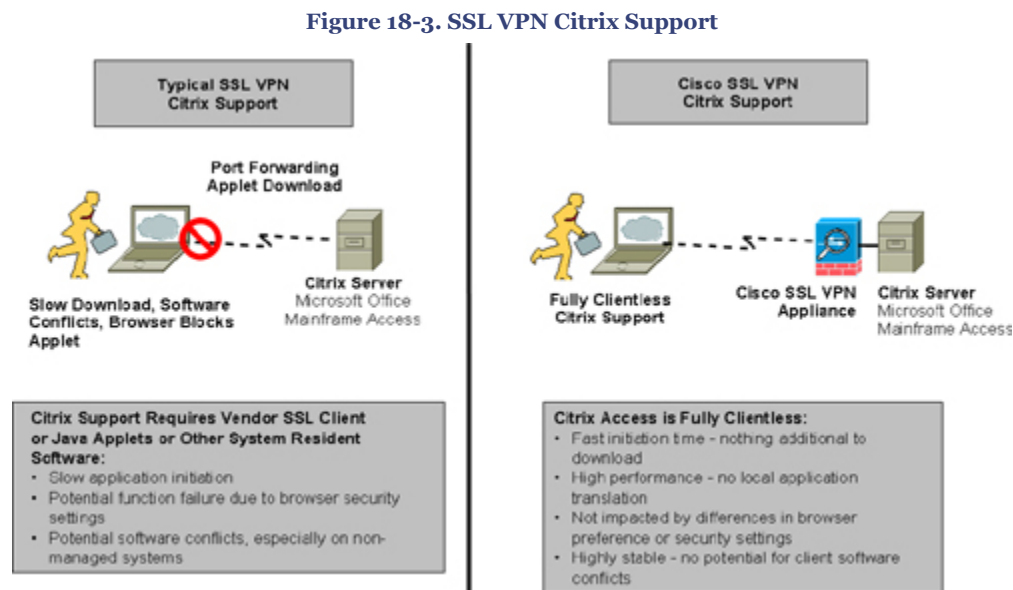 Figure 18-3. SSL VPN Citrix Support
Typical SSL VPN
Citrix Support
Port Forwarding
Applet Download
Citrix Server
Microsoft Office
Mainframe Access
Slow Download, Software
Conflicts, Browser Blocks
Applet
Citrix Support Requires Vendor SSL Client
or Java Applets or Other System Resident
Software:
• Slow application initiation
• Potential function failure due to browser security
settings
• Potential software conflicts, especially on non-
managed systems
Cisco SSL VPN
Citrix Support
Fully Clientless
Citrix Support
Cisco SSL VPN
Appliance
Citrix Server
Microsoft Office
Mainframe Access
Citrix Access is Fully Clientless:
• Fast initiation time - nothing additional to
download
• High performance - no local application
translation
• Not impacted by differences in browser
preference or security settings
• Highly stable - no potential for client software
conficts